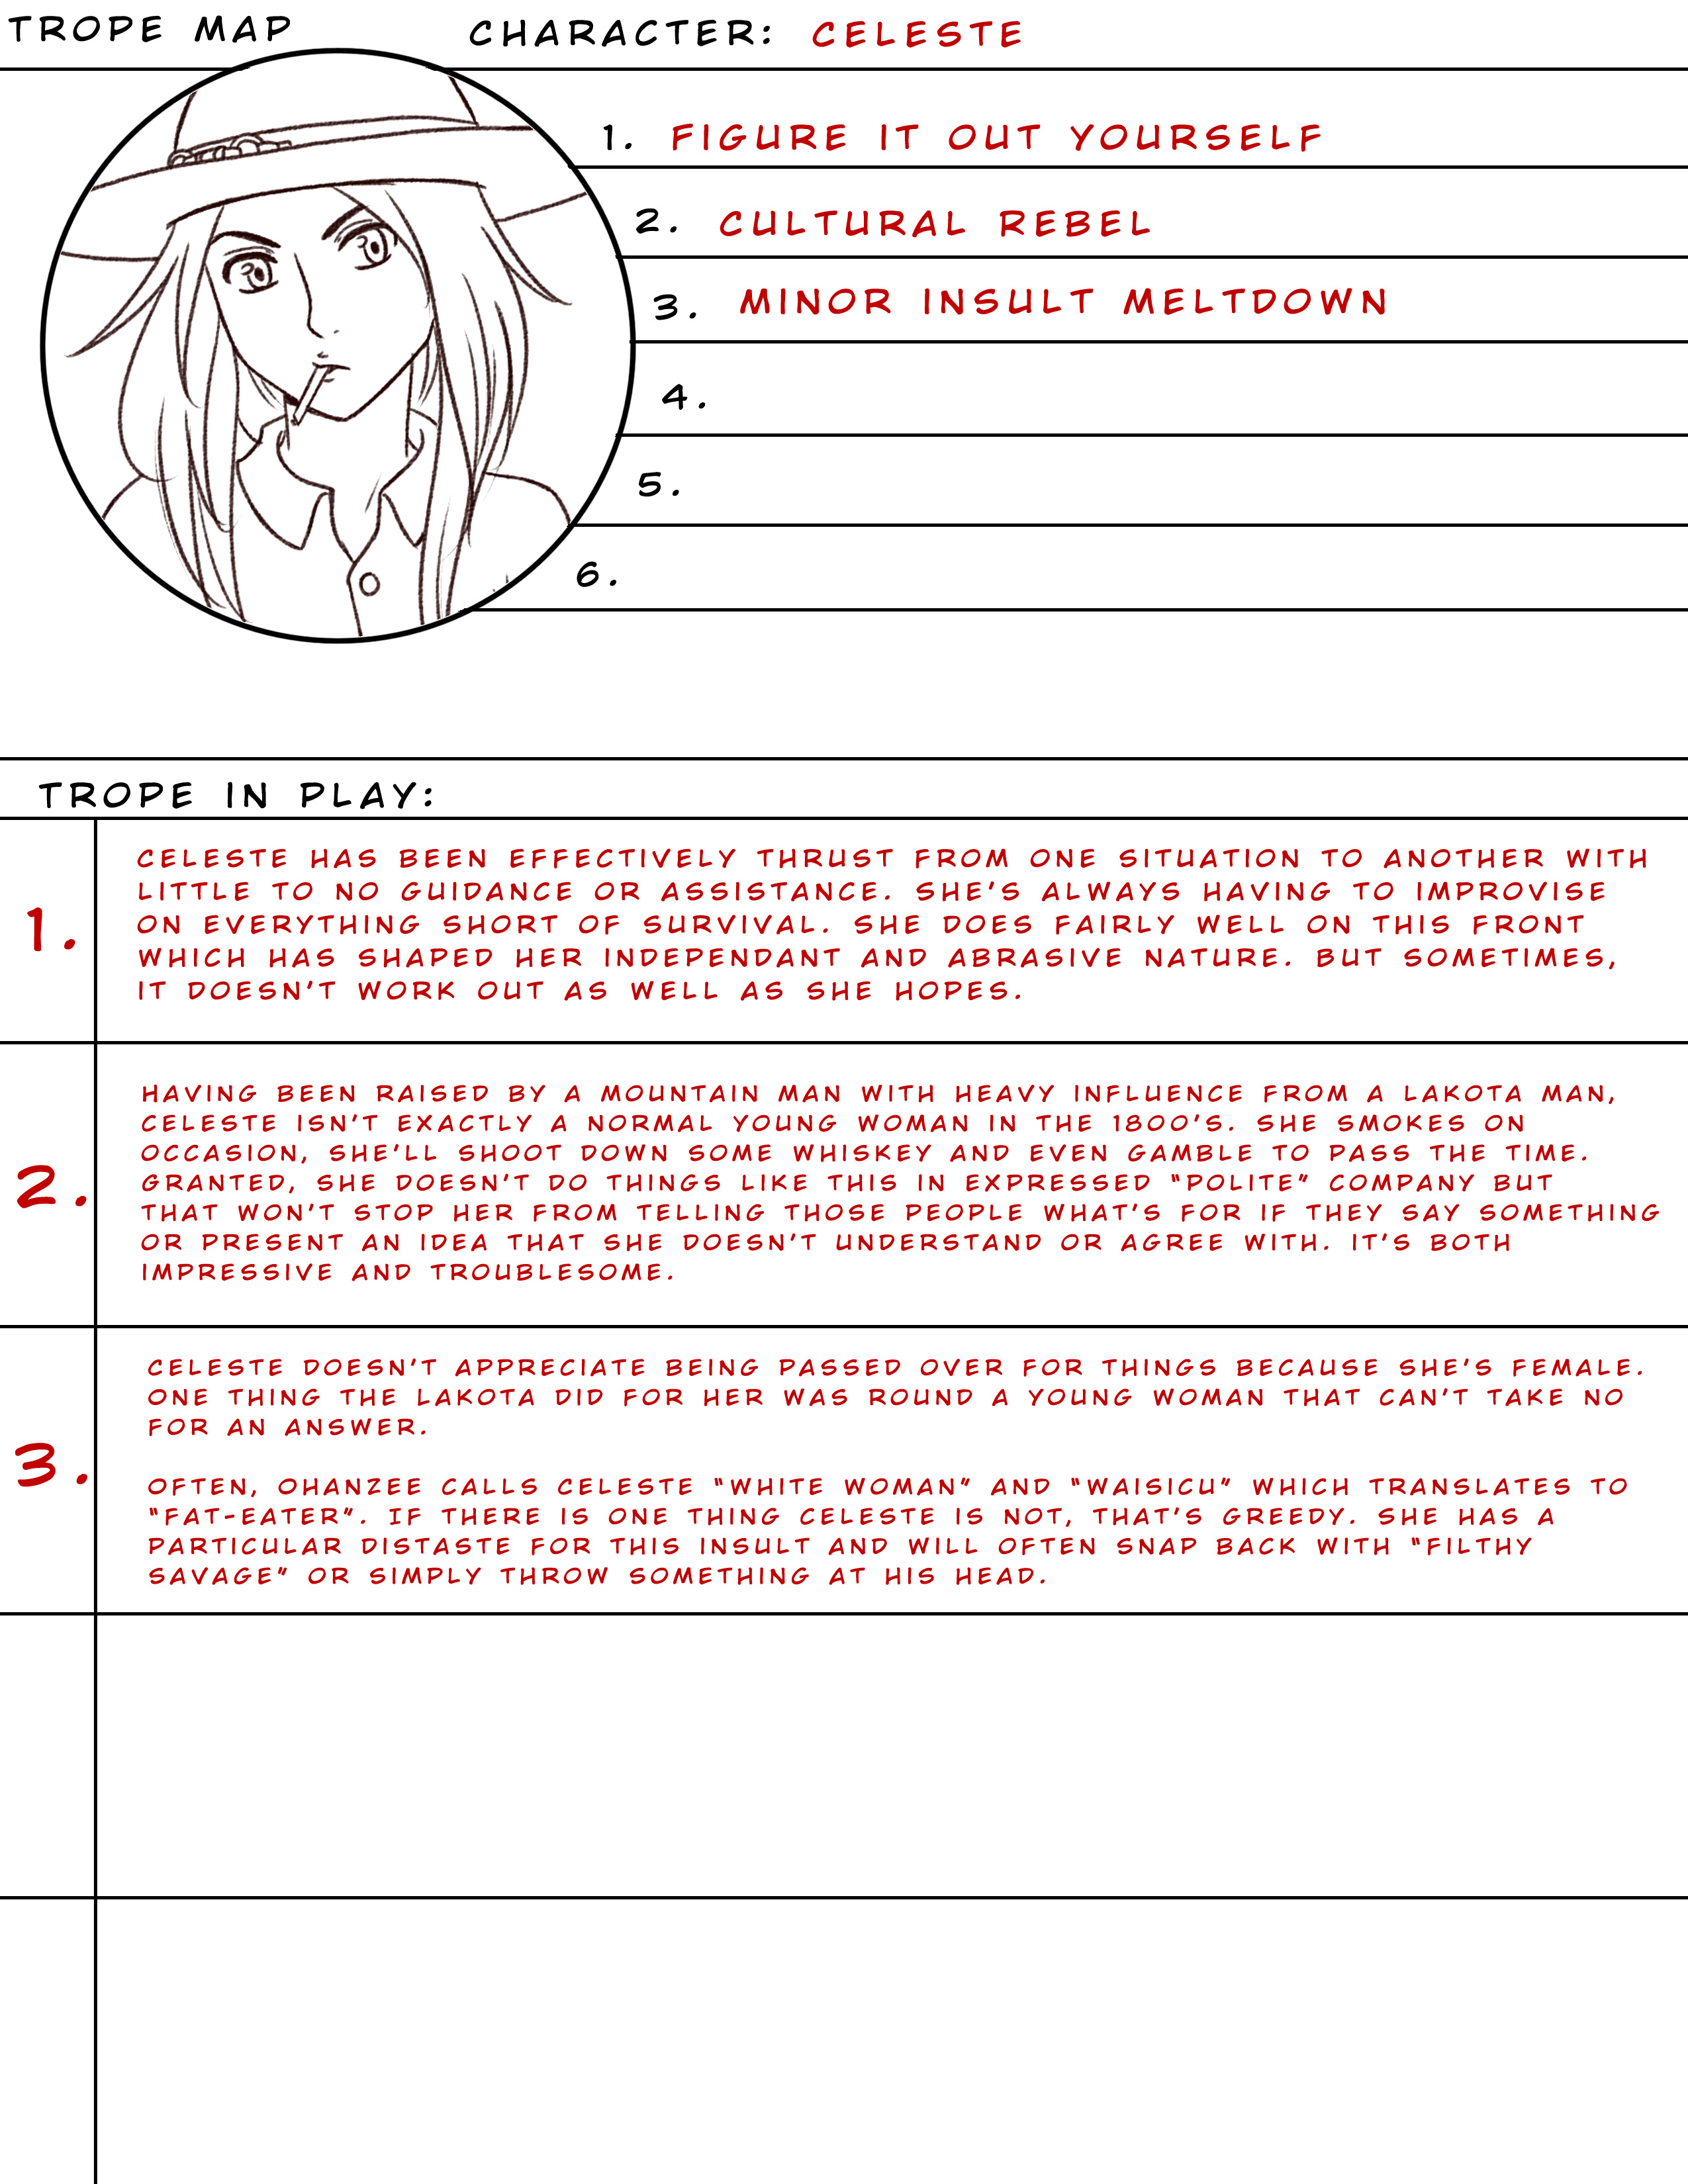 TROPE MAP
CHARACTER: CELESTE
1. FIGURE IT OUT YOURSELF
2. CULTURAL REBEL
3. MINOR INSULT MELTDOWN
4.
5.
6.
TROPE IN PLAY:
1.
CELESTE HAS BEEN EFFECTIVELY THRUST FROM ONE SITUATION TO ANOTHER WITH
LITTLE TO NO GUIDANCE OR ASSISTANCE. SHE'S ALWAYS HAVING TO IMPROVISE
ON EVERYTHING SHORT OF SURVIVAL. SHE DOES FAIRLY WELL ON THIS FRONT
WHICH HAS SHAPED HER INDEPENDANT AND ABRASIVE NATURE. BUT SOMETIMES,
IT DOESN'T WORK OUT AS WELL AS SHE HOPES.
2.
HAVING BEEN RAISED BY A MOUNTAIN MAN WITH HEAVY INFLUENCE FROM A LAKOTA MAN,
CELESTE ISN'T EXACTLY A NORMAL YOUNG WOMAN IN THE 1800'S. SHE SMOKES ON
OCCASION, SHE'LL SHOOT DOWN SOME WHISKEY AND EVEN GAMBLE TO PASS THE TIME.
GRANTED, SHE DOESN'T DO THINGS LIKE THIS IN EXPRESSED "POLITE" COMPANY BUT
THAT WON'T STOP HER FROM TELLING THOSE PEOPLE WHAT'S FOR IF THEY SAY SOMETHING
OR PRESENT AN IDEA THAT SHE DOESN'T UNDERSTAND OR AGREE WITH. IT'S BOTH
IMPRESSIVE AND TROUBLESOME.
3.
CELESTE DOESN'T APPRECIATE BEING PASSED OVER FOR THINGS BECAUSE SHE'S FEMALE.
ONE THING THE LAKOTA DID FOR HER WAS ROUND A YOUNG WOMAN THAT CAN'T TAKE NO
FOR AN ANSWER.
OFTEN, OHANZEE CALLS CELESTE "WHITE WOMAN" AND "WAISICU" WHICH TRANSLATES TO
"FAT-EATER". IF THERE IS ONE THING CELESTE IS NOT, THAT'S GREEDY. SHE HAS A
PARTICULAR DISTASTE FOR THIS INSULT AND WILL OFTEN SNAP BACK WITH "FILTHY
SAVAGE" OR SIMPLY THROW SOMETHING AT HIS HEAD.